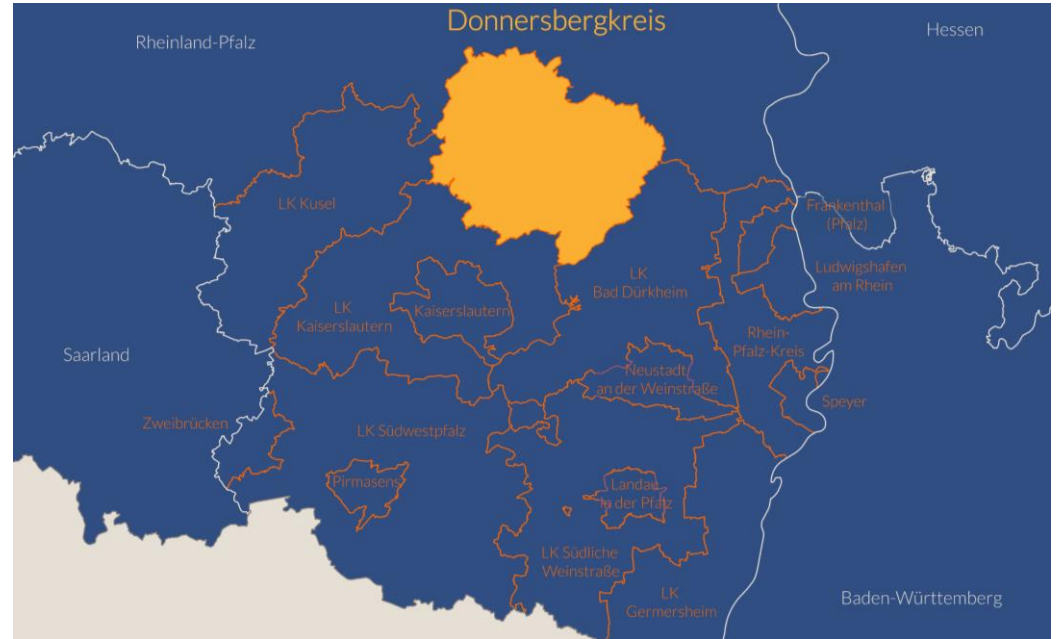 Donnersbergkreis
Rheinland-Pfalz
Hessen
LK Kusel
Frankenthal
(Pfalz)
LK
Bad Dürkheim
Ludwigshafen
am Rhein
LK
Kaiserslautern
Kaiserslautern
Rhein-
Pfalz-Kreis
Saarland
Neustadt
an der Weinstraße
Speyer
Zweibrücken
LK Südwestpfalz
Pirmasens
Landau
in der Pfalz
LK Südliche
Weinstraße
LK
Germersheim
Baden-Württemberg